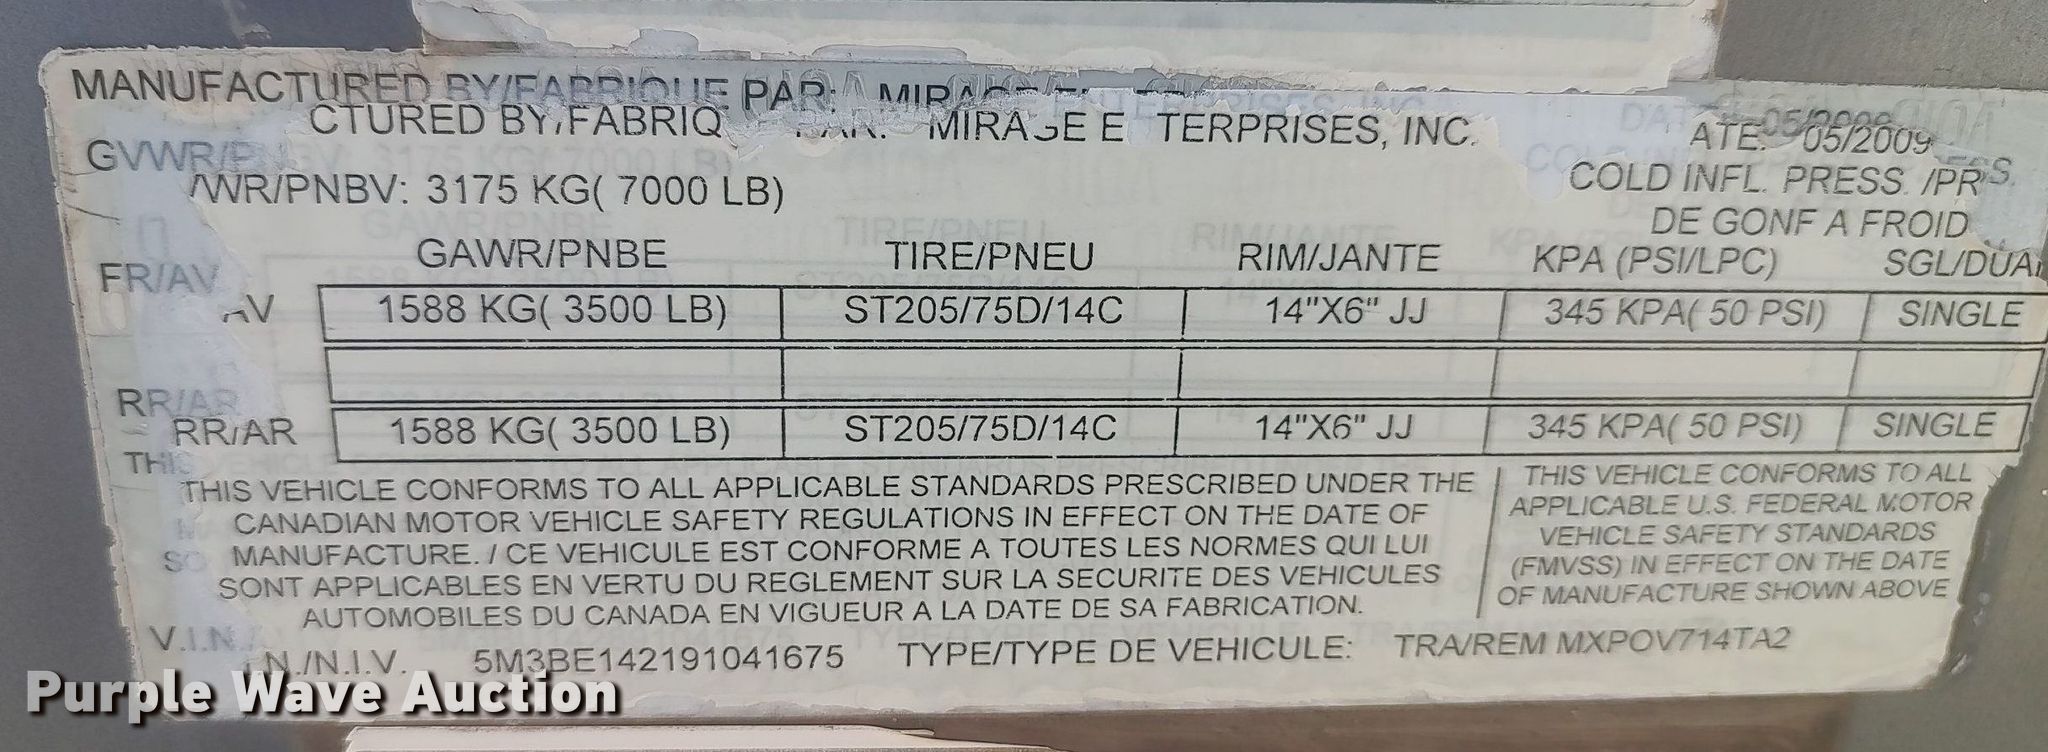 MANUFACTURED BY/FABRIQUE PAR: MIRAGE
CTURED BY/FABRIQ PAR: MIRAGE E TERPRISES, INC. ATE: 05/2009
GVWR/P
/WR/PNBV: 3175 KG( 7000 LB) COLD INFL. PRESS. /PR
DE GONF A FROID
GAWR/PNBE TIRE/PNEU RIM/JANTE KPA (PSI/LPC) SGL/DUA
FR/AV
AV 1588 KG( 3500 LB) ST205/75D/14C 14"X6" JJ 345 KPA( 50 PSI) SINGLE
RR/AR
RR/AR 1588 KG( 3500 LB) ST205/75D/14C 14"X6" JJ 345 KPA( 50 PSI) SINGLE
THIS
THIS VEHICLE CONFORMS TO ALL APPLICABLE STANDARDS PRESCRIBED UNDER THE
CANADIAN MOTOR VEHICLE SAFETY REGULATIONS IN EFFECT ON THE DATE OF
MANUFACTURE. / CE VEHICULE EST CONFORME A TOUTES LES NORMES QUI LUI
SONT APPLICABLES EN VERTU DU REGLEMENT SUR LA SECURITE DES VEHICULES
AUTOMOBILES DU CANADA EN VIGUEUR A LA DATE DE SA FABRICATION.
THIS VEHICLE CONFORMS TO ALL
APPLICABLE U.S. FEDERAL MOTOR
VEHICLE SAFETY STANDARDS
(FMVSS) IN EFFECT ON THE DATE
OF MANUFACTURE SHOWN ABOVE
V.I.N./
.N./N.I.V. 5M3BE142191041675 TYPE/TYPE DE VEHICULE: TRA/REM MXPOV714TA2
Purple Wave Auction